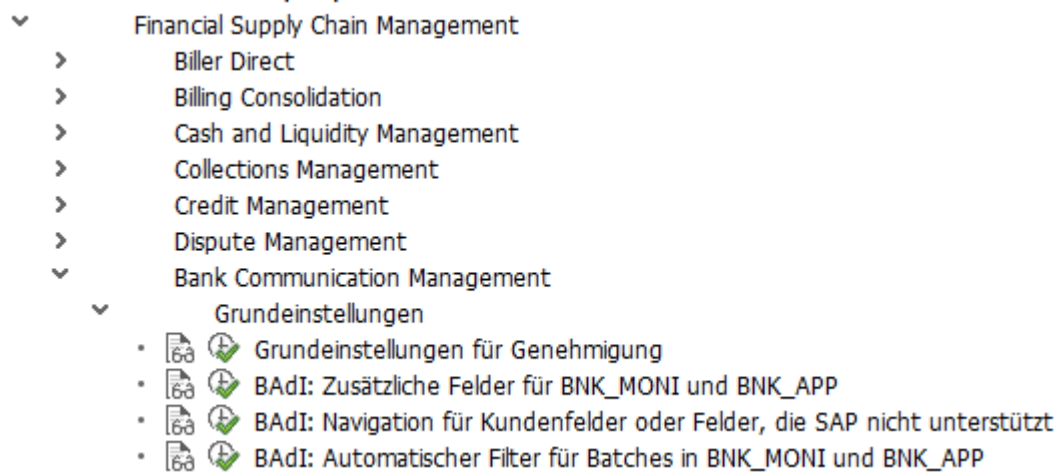 Financial Supply Chain Management
Biller Direct
Billing Consolidation
Cash and Liquidity Management
Collections Management
Credit Management
Dispute Management
Bank Communication Management
Grundeinstellungen
Grundeinstellungen für Genehmigung
BAdI: Zusätzliche Felder für BNK_MONI und BNK_APP
BAdI: Navigation für Kundenfelder oder Felder, die SAP nicht unterstützt
BAdI: Automatischer Filter für Batches in BNK_MONI und BNK_APP